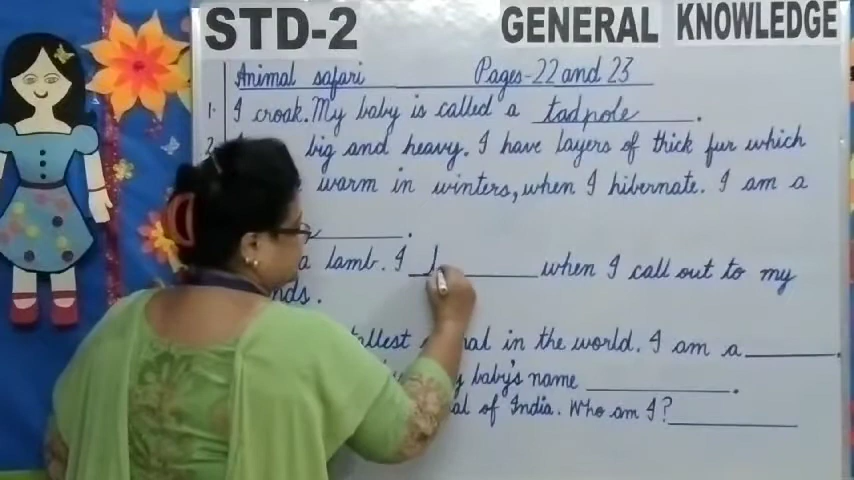 STD-2 GENERAL KNOWLEDGE
Animal safari Pages-22 and 23
1. I croak. My baby is called a tadpole.
2. big and heavy. I have layers of thick fur which
warm in winters, when I hibernate. I am a
.
a lamb. I when I call out to my
nds.
allest in the world. I am a .
baby's name .
al of India. Who am I?